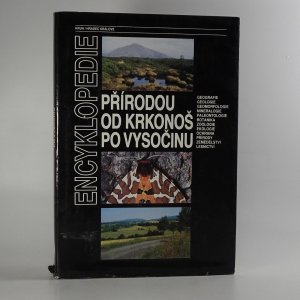 KRUH / HRADEC KRÁLOVÉ
ENCYKLOPEDIE
PŘÍRODOU
OD KRKONOŠ
PO VYSOČINU
GEOGRAFIE
GEOLOGIE
GEOMORFOLOGIE
MINERALOGIE
PALEONTOLOGIE
BOTANIKA
ZOOLOGIE
EKOLOGIE
OCHRANA
PŘÍRODY
ZEMĚDĚLSTVÍ
LESNICTVÍ